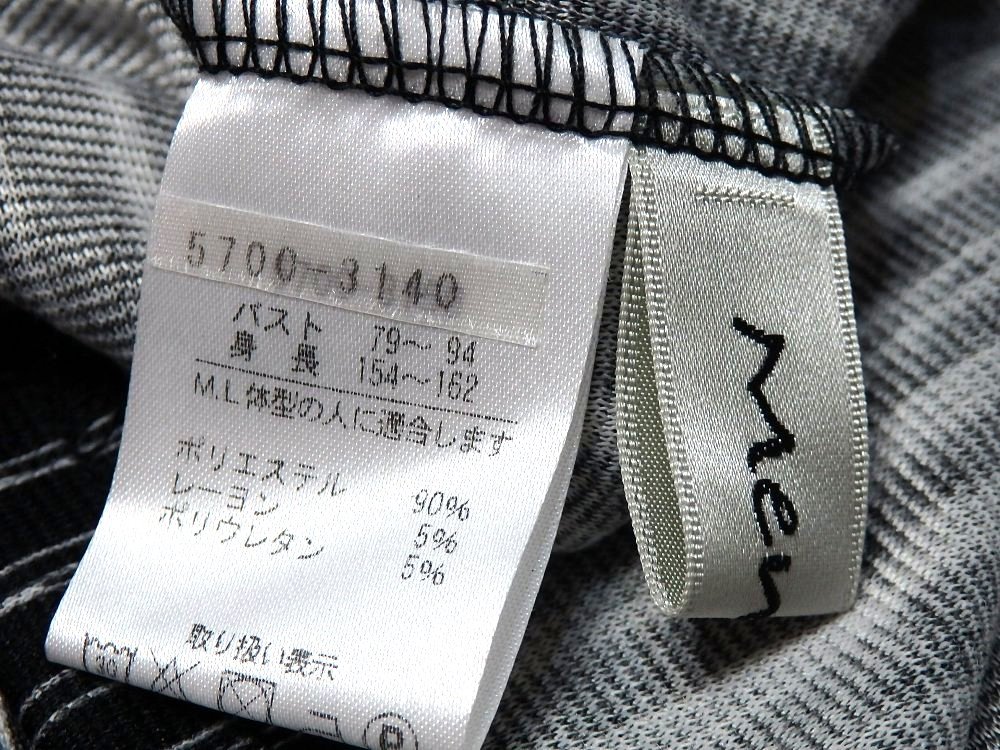 5700-3140
バスト 79〜 94
身 長 154〜162
M.L体型の人に適合します
ポリエステル 90%
レーヨン 5%
ポリウレタン 5%
取り扱い表示